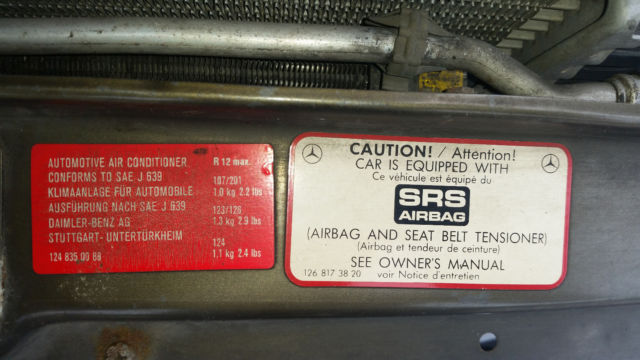 AUTOMOTIVE AIR CONDITIONER R 12 max.
CONFORMS TO SAE J 639 107/201
KLIMAANLAGE FÜR AUTOMOBILE 1.0 kg 2.2 lbs
AUSFÜHRUNG NACH SAE J 639 123/126
DAIMLER-BENZ AG 1.3 kg 2.9 lbs
STUTTGART-UNTERTÜRKHEIM 124
124 835 00 88 1.1 kg 2.4 lbs
CAUTION! / Attention!
CAR IS EQUIPPED WITH
Ce véhicule est équipé du
SRS
AIRBAG
(AIRBAG AND SEAT BELT TENSIONER)
(Airbag et tendeur de ceinture)
SEE OWNER'S MANUAL
126 817 38 20 voir Notice d'entretien